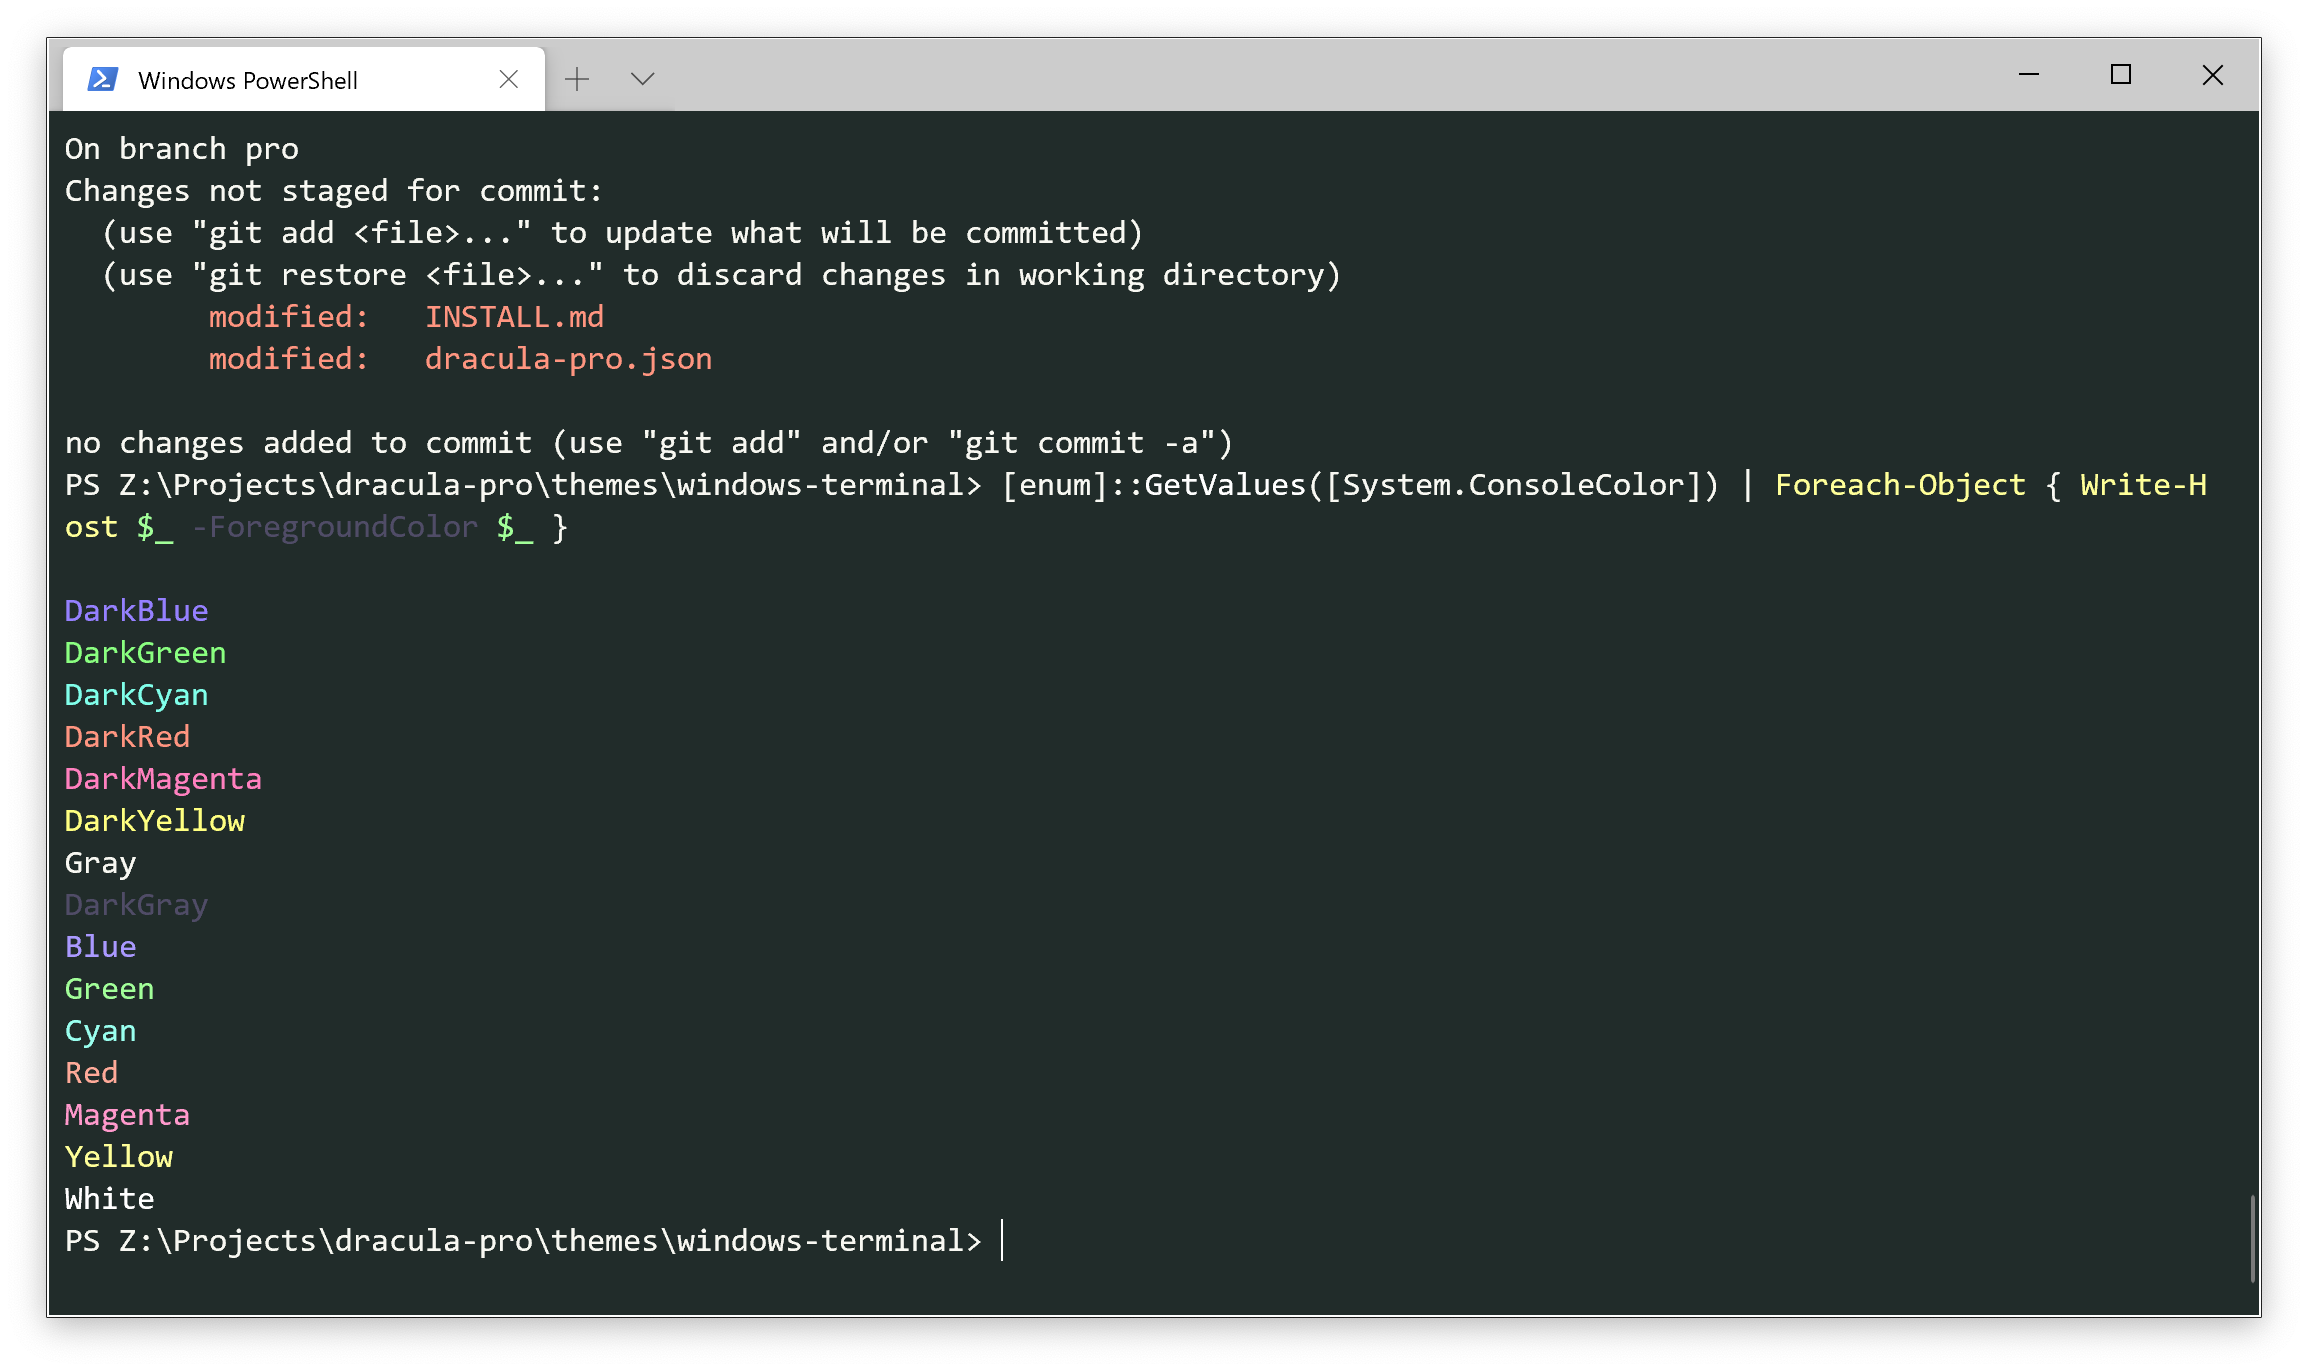 Windows PowerShell
On branch pro
Changes not staged for commit:
  (use "git add <file>..." to update what will be committed)
  (use "git restore <file>..." to discard changes in working directory)
        modified:   INSTALL.md
        modified:   dracula-pro.json
no changes added to commit (use "git add" and/or "git commit -a")
PS Z:\Projects\dracula-pro\themes\windows-terminal> [enum]::GetValues([System.ConsoleColor]) | Foreach-Object { Write-H
ost $_ -ForegroundColor $_ }
DarkBlue
DarkGreen
DarkCyan
DarkRed
DarkMagenta
DarkYellow
Gray
DarkGray
Blue
Green
Cyan
Red
Magenta
Yellow
White
PS Z:\Projects\dracula-pro\themes\windows-terminal>